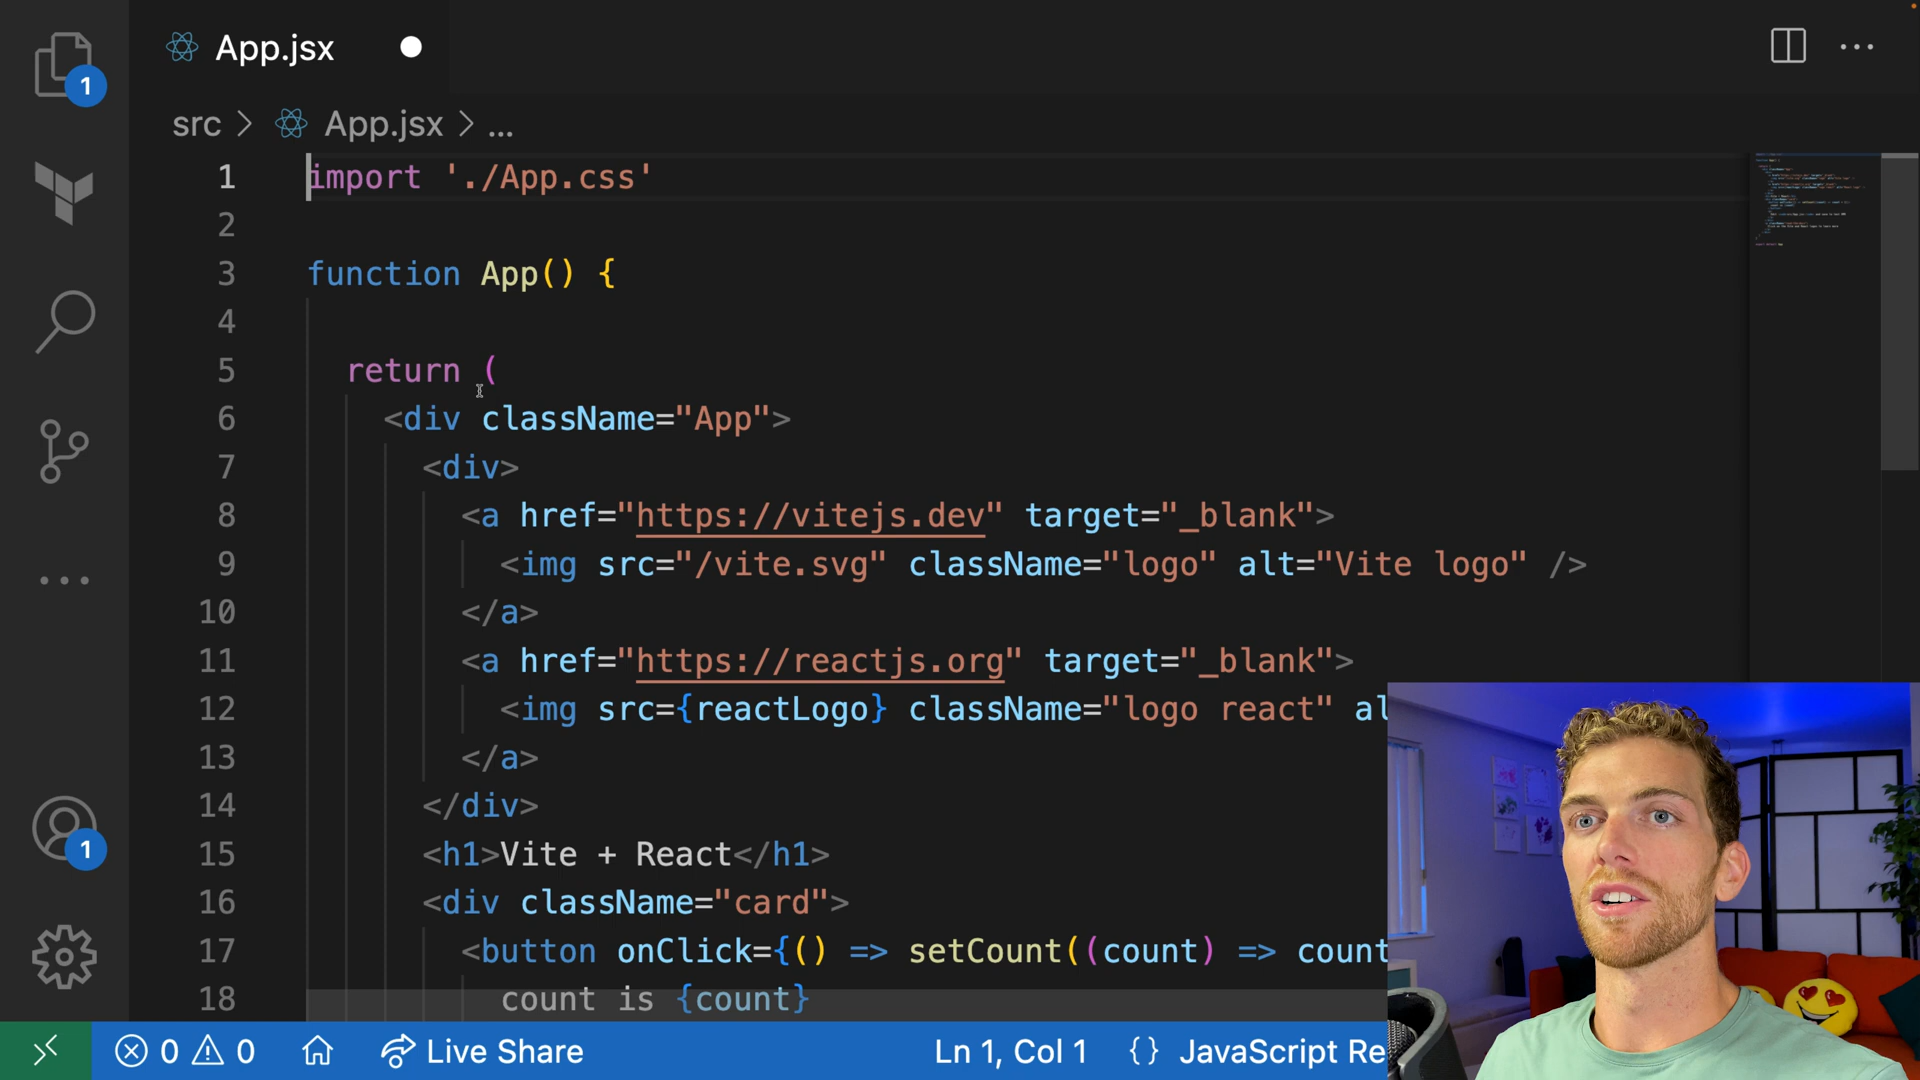 App.jsx
1
src > App.jsx > ...
1 import './App.css'
2
3 function App() {
4
5 return (
6 <div className="App">
7 <div>
8 <a href="https://vitejs.dev" target="_blank">
9 <img src="/vite.svg" className="logo" alt="Vite logo" />
10 </a>
11 <a href="https://reactjs.org" target="_blank">
12 <img src={reactLogo} className="logo react" al
13 </a>
14 </div>
15 <h1>Vite + React</h1>
16 <div className="card">
17 <button onClick={() => setCount((count) => count
18 count is {count}
1
0 0 Live Share Ln 1, Col 1 {} JavaScript Re